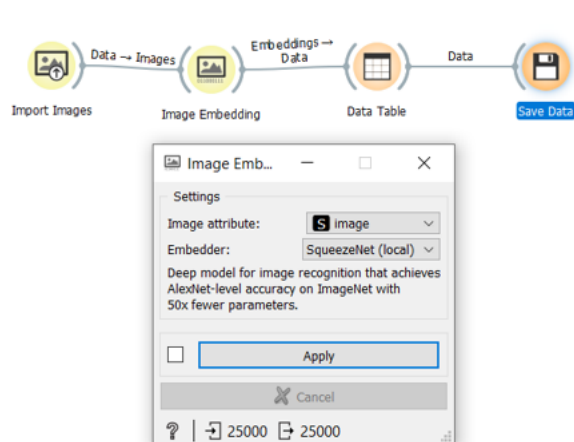 Data → Images
Embeddings →
Data
Data
Import Images
Image Embedding
Data Table
Save Data
Image Emb...
Settings
Image attribute:
S image
Embedder:
SqueezeNet (local)
Deep model for image recognition that achieves
AlexNet-level accuracy on ImageNet with
50x fewer parameters.
Apply
Cancel
? 25000 25000